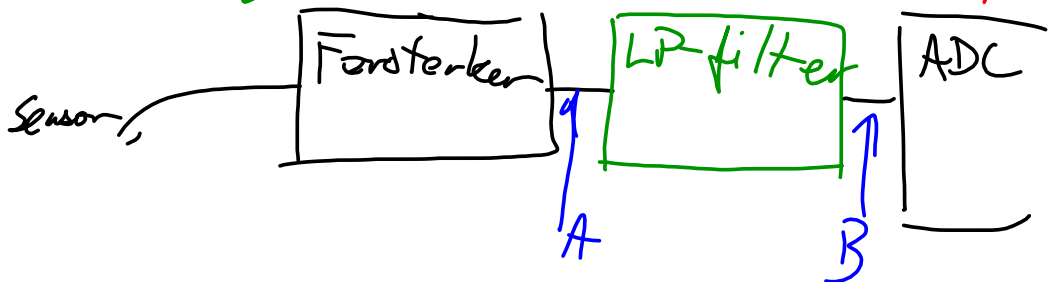 Sensor
Forsterker
LP-filter
ADC
A
B